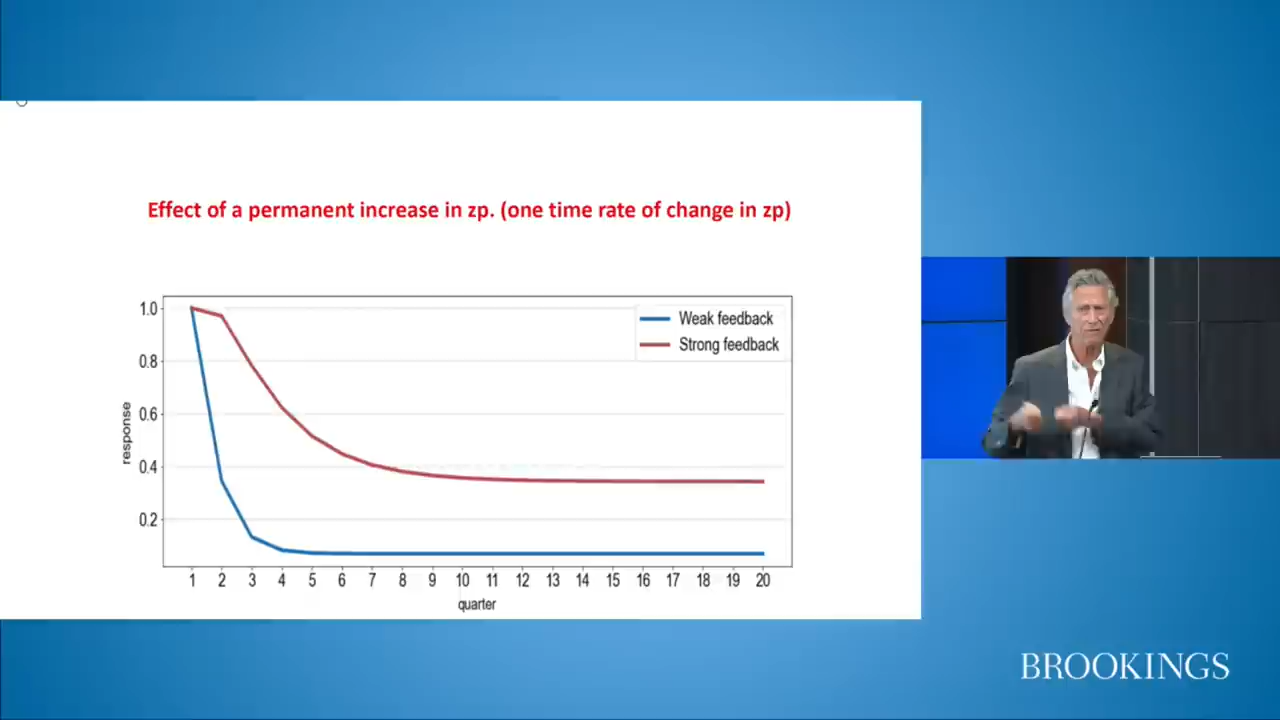 Effect of a permanent increase in zp. (one time rate of change in zp)
1.0
0.8
0.6
0.4
0.2
response
Weak feedback
Strong feedback
1 2 3 4 5 6 7 8 9 10 11 12 13 14 15 16 17 18 19 20
quarter
BROOKINGS